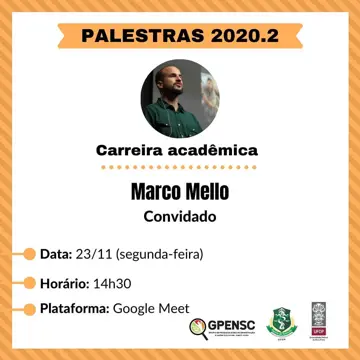 PALESTRAS 2020.2
Carreira acadêmica
Marco Mello
Convidado
Data: 23/11 (segunda-feira)
Horário: 14h30
Plataforma: Google Meet
GPENSC
UFPI